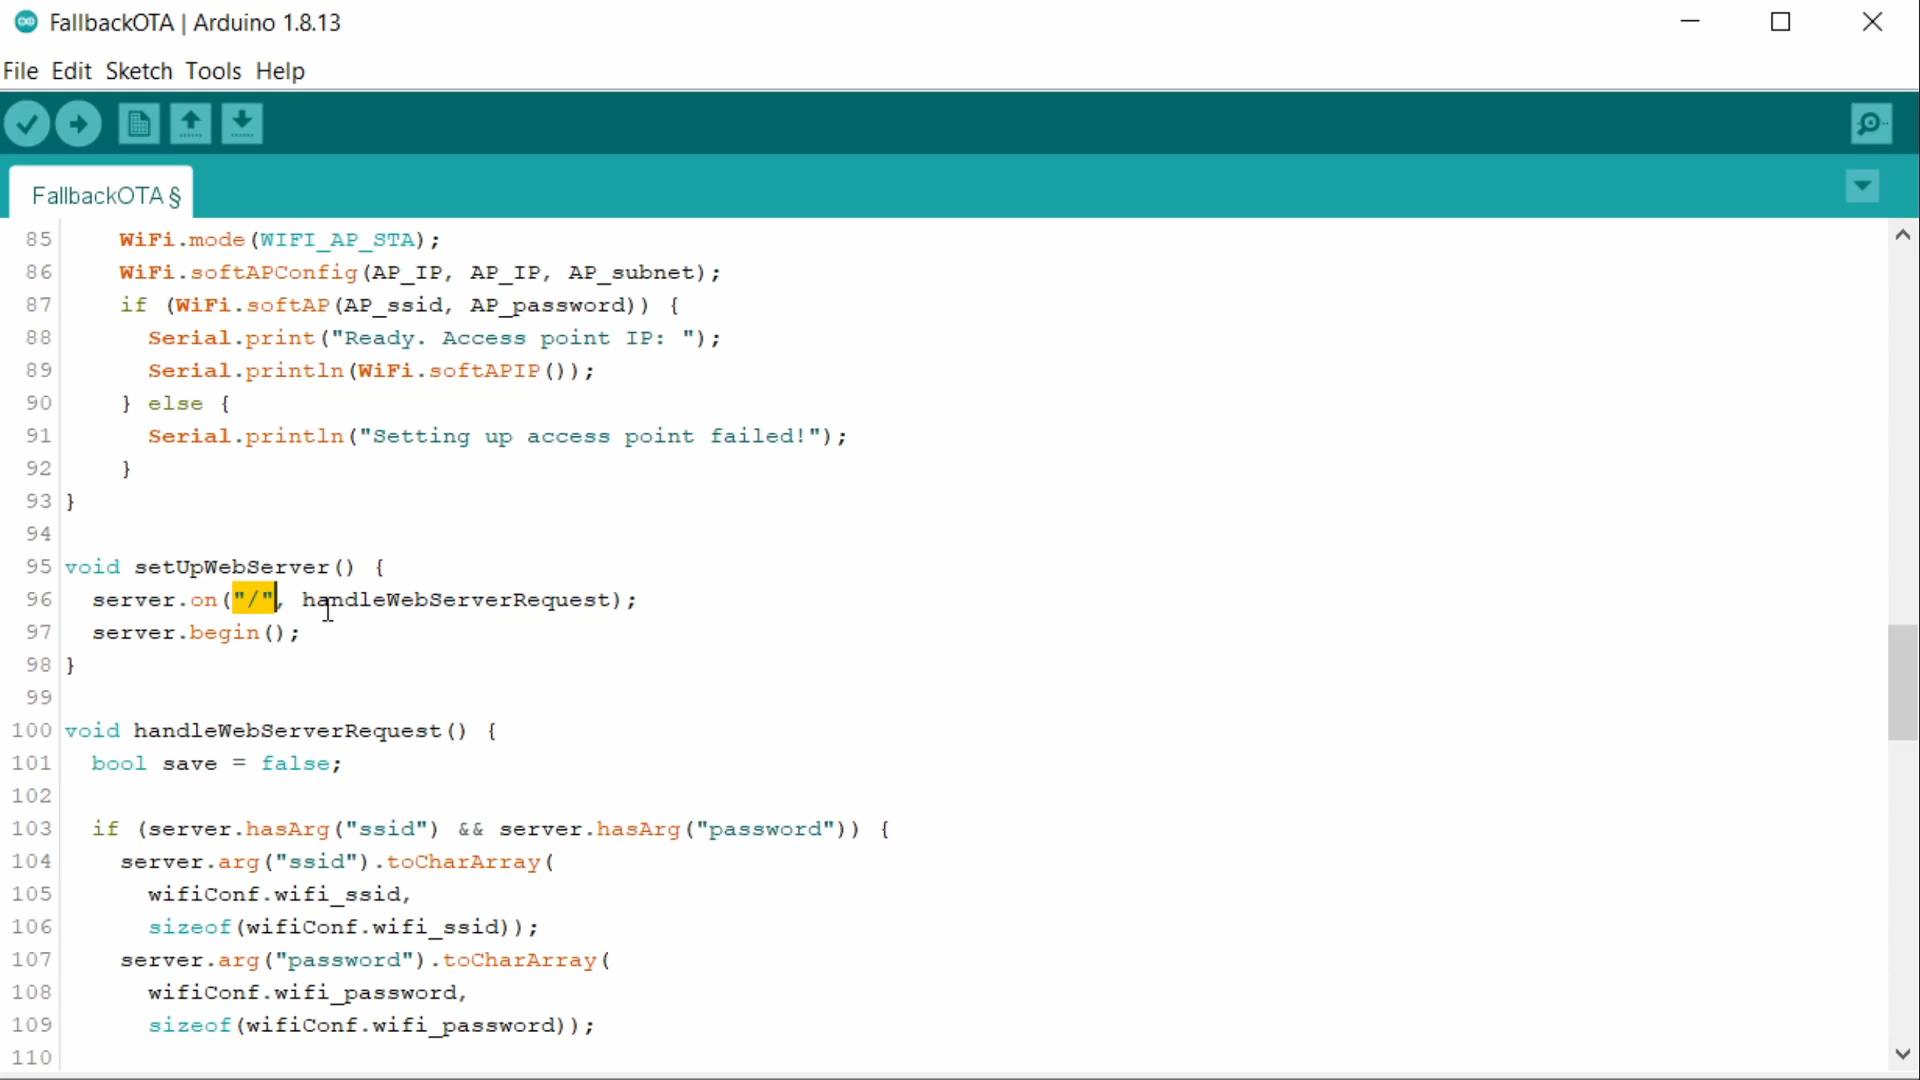 FallbackOTA | Arduino 1.8.13
File Edit Sketch Tools Help
FallbackOTA §
85     WiFi.mode(WIFI_AP_STA);
86     WiFi.softAPConfig(AP_IP, AP_IP, AP_subnet);
87     if (WiFi.softAP(AP_ssid, AP_password)) {
88       Serial.print("Ready. Access point IP: ");
89       Serial.println(WiFi.softAPIP());
90     } else {
91       Serial.println("Setting up access point failed!");
92     }
93 }
94
95 void setUpWebServer() {
96   server.on("/", handleWebServerRequest);
97   server.begin();
98 }
99
100 void handleWebServerRequest() {
101   bool save = false;
102
103   if (server.hasArg("ssid") && server.hasArg("password")) {
104     server.arg("ssid").toCharArray(
105       wifiConf.wifi_ssid,
106       sizeof(wifiConf.wifi_ssid));
107     server.arg("password").toCharArray(
108       wifiConf.wifi_password,
109       sizeof(wifiConf.wifi_password));
110